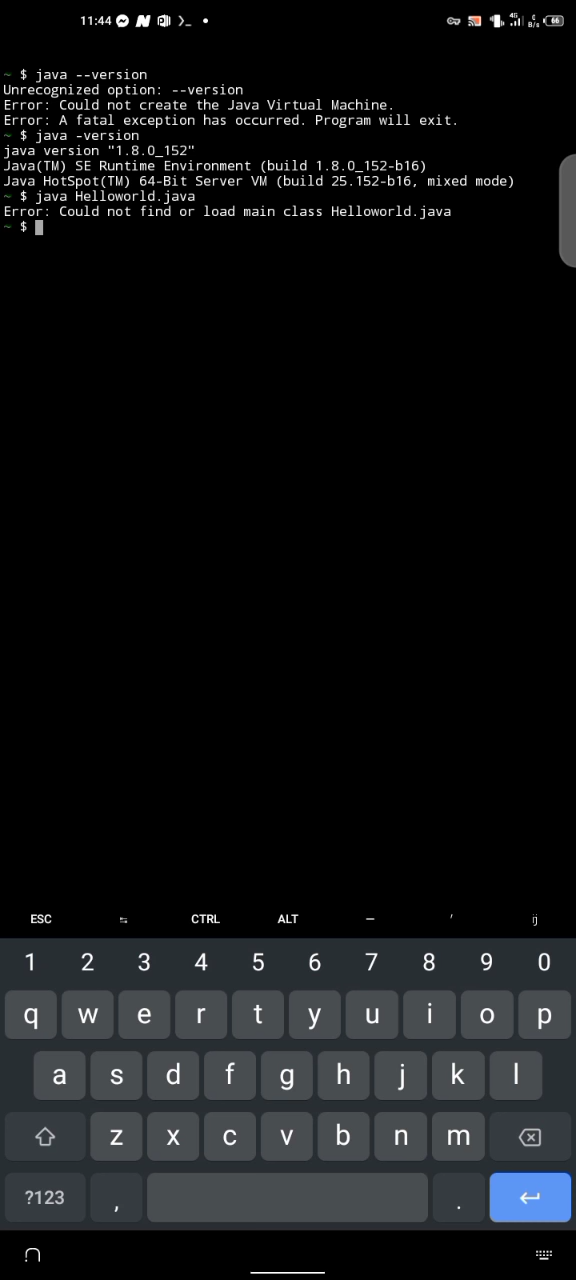 11:44
4G
B/s
66
~ $ java --version
Unrecognized option: --version
Error: Could not create the Java Virtual Machine.
Error: A fatal exception has occurred. Program will exit.
~ $ java -version
java version "1.8.0_152"
Java(TM) SE Runtime Environment (build 1.8.0_152-b16)
Java HotSpot(TM) 64-Bit Server VM (build 25.152-b16, mixed mode)
~ $ java Helloworld.java
Error: Could not find or load main class Helloworld.java
~ $
ESC CTRL ALT —
1 2 3 4 5 6 7 8 9 0
q w e r t y u i o p
a s d f g h j k l
z x c v b n m
?123 , .